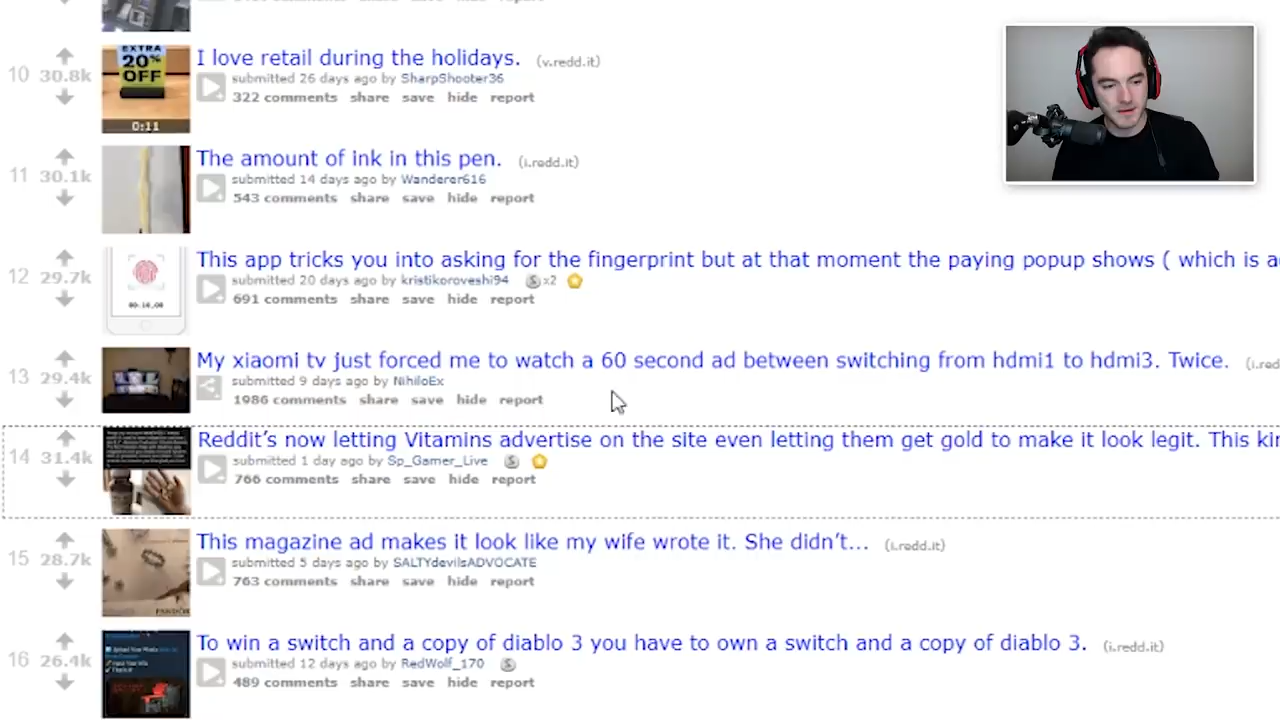 comments share save hide report
EXTRA
20%
OFF
0:11
10
30.8k
I love retail during the holidays. (v.redd.it)
submitted 26 days ago by SharpShooter36
322 comments share save hide report
11
30.1k
The amount of ink in this pen. (i.redd.it)
submitted 14 days ago by Wanderer616
543 comments share save hide report
12
29.7k
This app tricks you into asking for the fingerprint but at that moment the paying popup shows ( which is a
submitted 20 days ago by kristikoroveshi94 S x2
691 comments share save hide report
13
29.4k
My xiaomi tv just forced me to watch a 60 second ad between switching from hdmi1 to hdmi3. Twice. (i.red
submitted 9 days ago by NihiloEx
1986 comments share save hide report
14
31.4k
Reddit's now letting Vitamins advertise on the site even letting them get gold to make it look legit. This kin
submitted 1 day ago by Sp_Gamer_Live S
766 comments share save hide report
15
28.7k
This magazine ad makes it look like my wife wrote it. She didn't... (i.redd.it)
submitted 5 days ago by SALTYdevilsADVOCATE
763 comments share save hide report
16
26.4k
To win a switch and a copy of diablo 3 you have to own a switch and a copy of diablo 3. (i.redd.it)
submitted 12 days ago by RedWolf_170 S
489 comments share save hide report